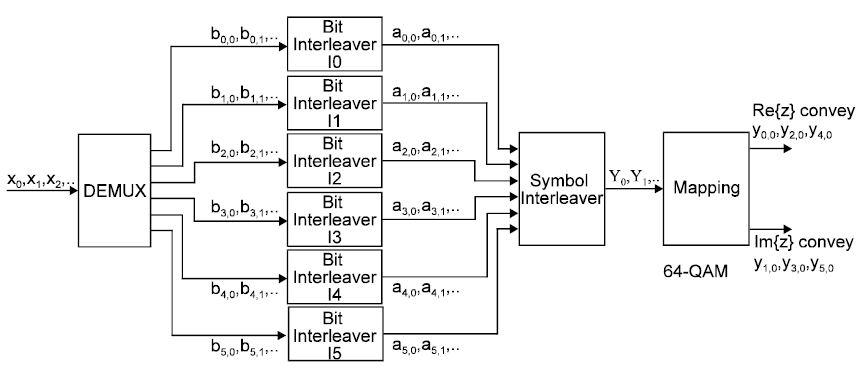 x0,x1,x2,..
DEMUX
b0,0,b0,1,..
Bit
Interleaver
I0
a0,0,a0,1,..
b1,0,b1,1,..
Bit
Interleaver
I1
a1,0,a1,1,..
b2,0,b2,1,..
Bit
Interleaver
I2
a2,0,a2,1,..
b3,0,b3,1,..
Bit
Interleaver
I3
a3,0,a3,1,..
b4,0,b4,1,..
Bit
Interleaver
I4
a4,0,a4,1,..
b5,0,b5,1,..
Bit
Interleaver
I5
a5,0,a5,1,..
Symbol
Interleaver
Y0,Y1,..
Mapping
64-QAM
Re{z} convey
y0,0,y2,0,y4,0
Im{z} convey
y1,0,y3,0,y5,0